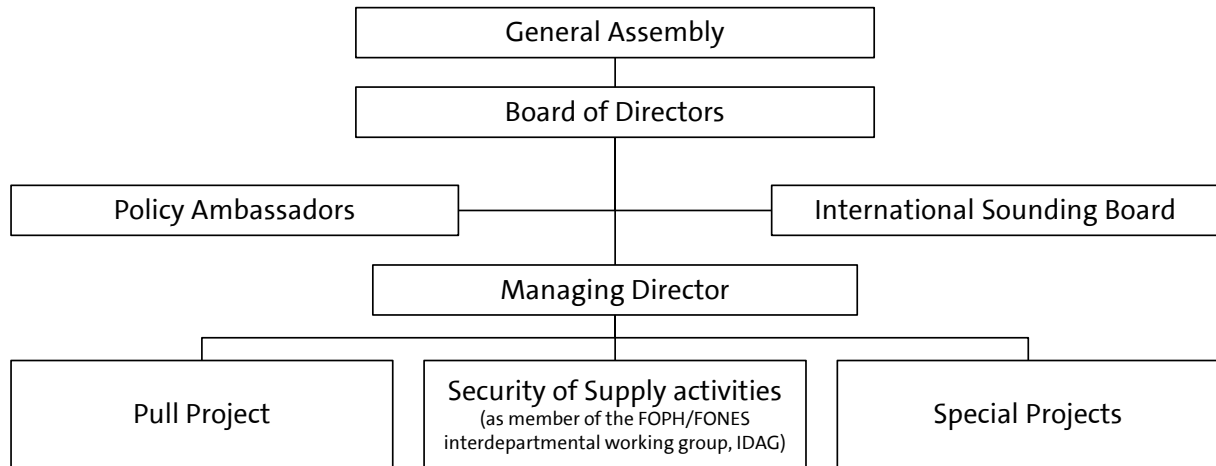 General Assembly
Board of Directors
Policy Ambassadors
International Sounding Board
Managing Director
Pull Project
Security of Supply activities
(as member of the FOPH/FONES
interdepartmental working group, IDAG)
Special Projects